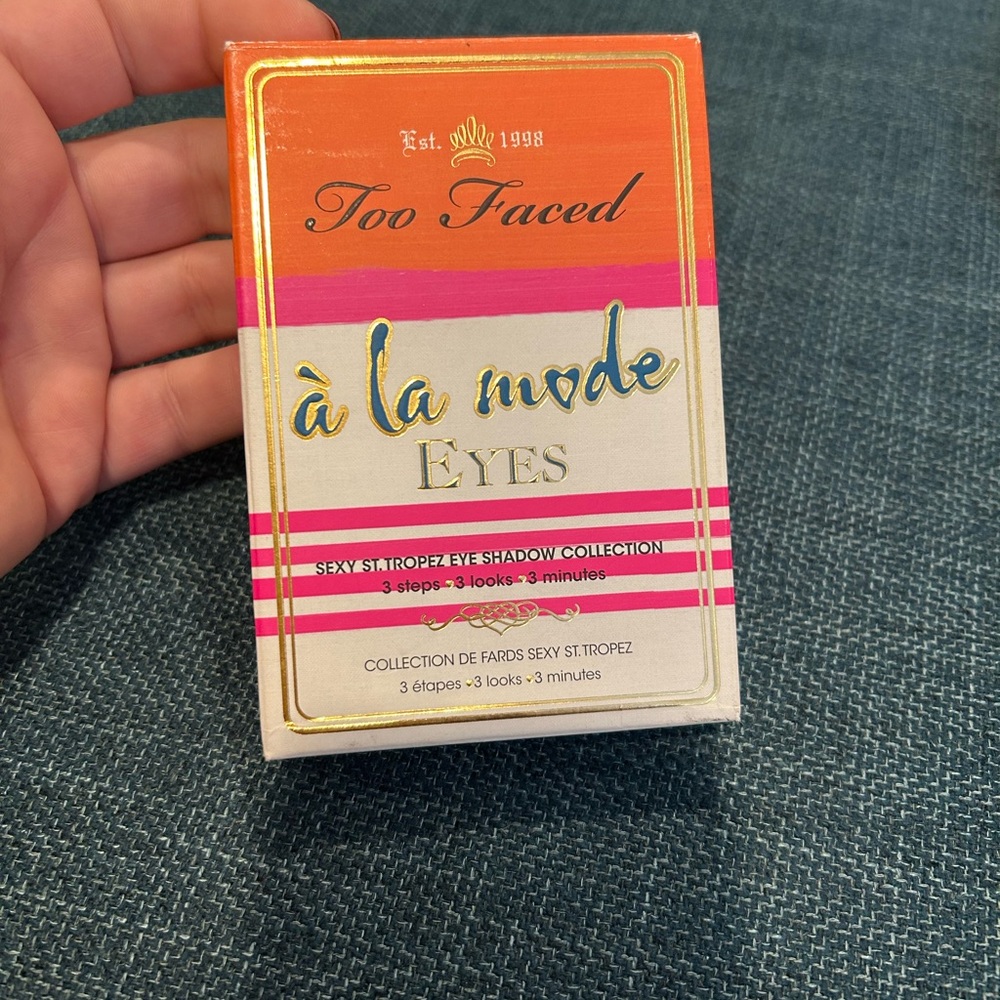 Est. 1998
Too Faced
à la mode
EYES
SEXY ST. TROPEZ EYE SHADOW COLLECTION
3 steps 3 looks 3 minutes
COLLECTION DE FARDS SEXY ST. TROPEZ
3 étapes 3 looks 3 minutes